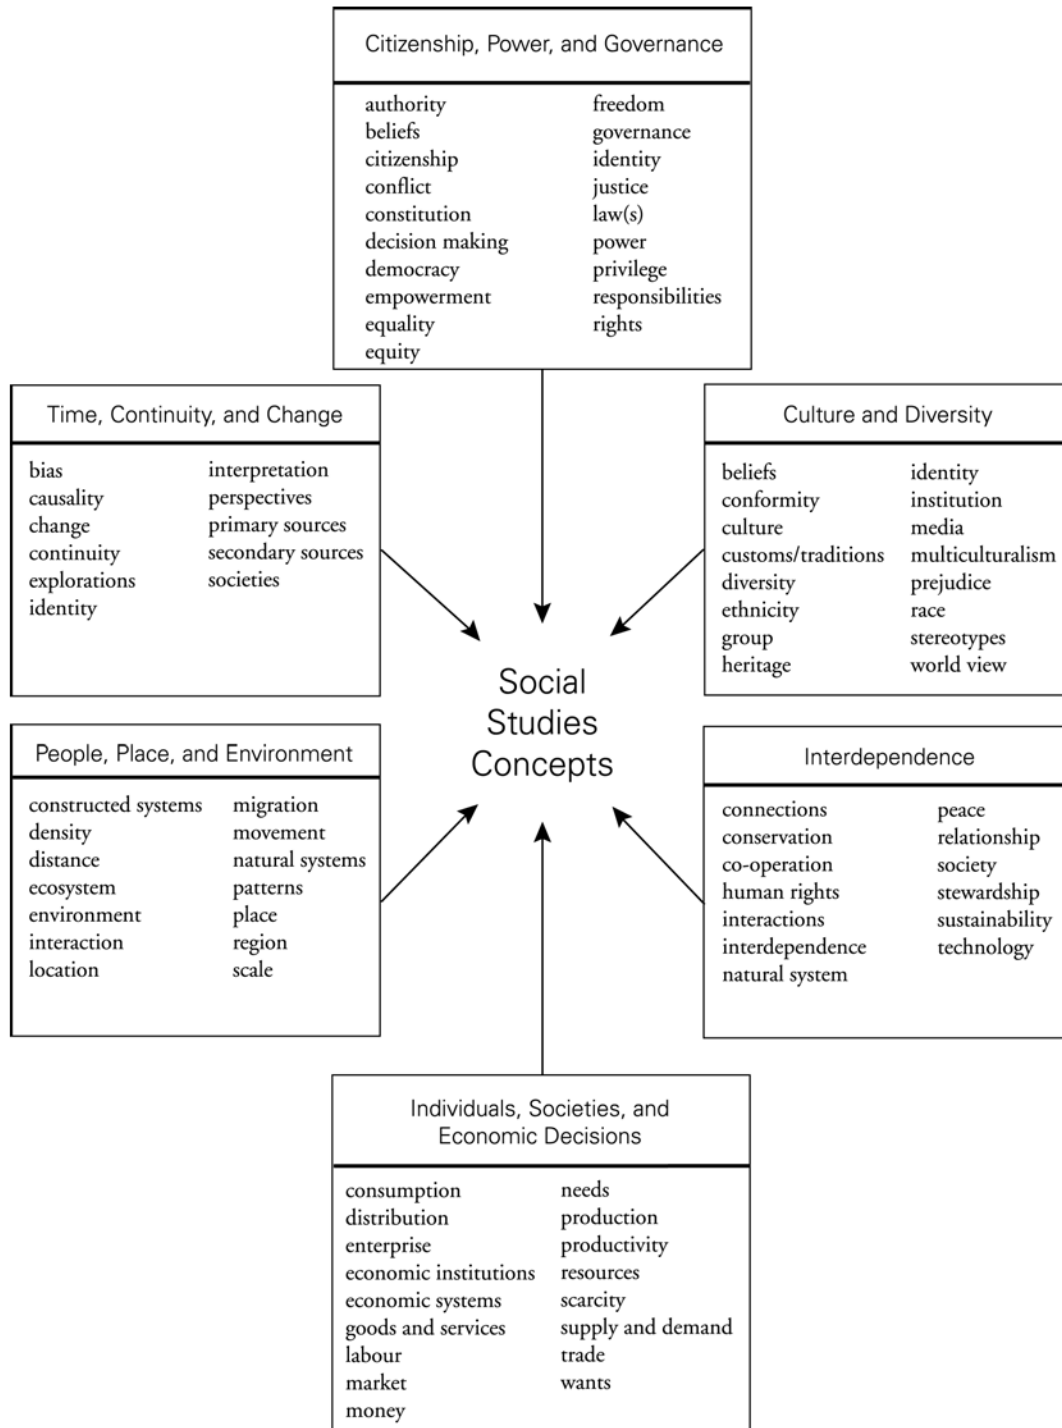 Citizenship, Power, and Governance
authority
beliefs
citizenship
conflict
constitution
decision making
democracy
empowerment
equality
equity
freedom
governance
identity
justice
law(s)
power
privilege
responsibilities
rights
Time, Continuity, and Change
bias
causality
change
continuity
explorations
identity
interpretation
perspectives
primary sources
secondary sources
societies
Culture and Diversity
beliefs
conformity
culture
customs/traditions
diversity
ethnicity
group
heritage
identity
institution
media
multiculturalism
prejudice
race
stereotypes
world view
Social
Studies
Concepts
People, Place, and Environment
constructed systems
density
distance
ecosystem
environment
interaction
location
migration
movement
natural systems
patterns
place
region
scale
Interdependence
connections
conservation
co-operation
human rights
interactions
interdependence
natural system
peace
relationship
society
stewardship
sustainability
technology
Individuals, Societies, and
Economic Decisions
consumption
distribution
enterprise
economic institutions
economic systems
goods and services
labour
market
money
needs
production
productivity
resources
scarcity
supply and demand
trade
wants